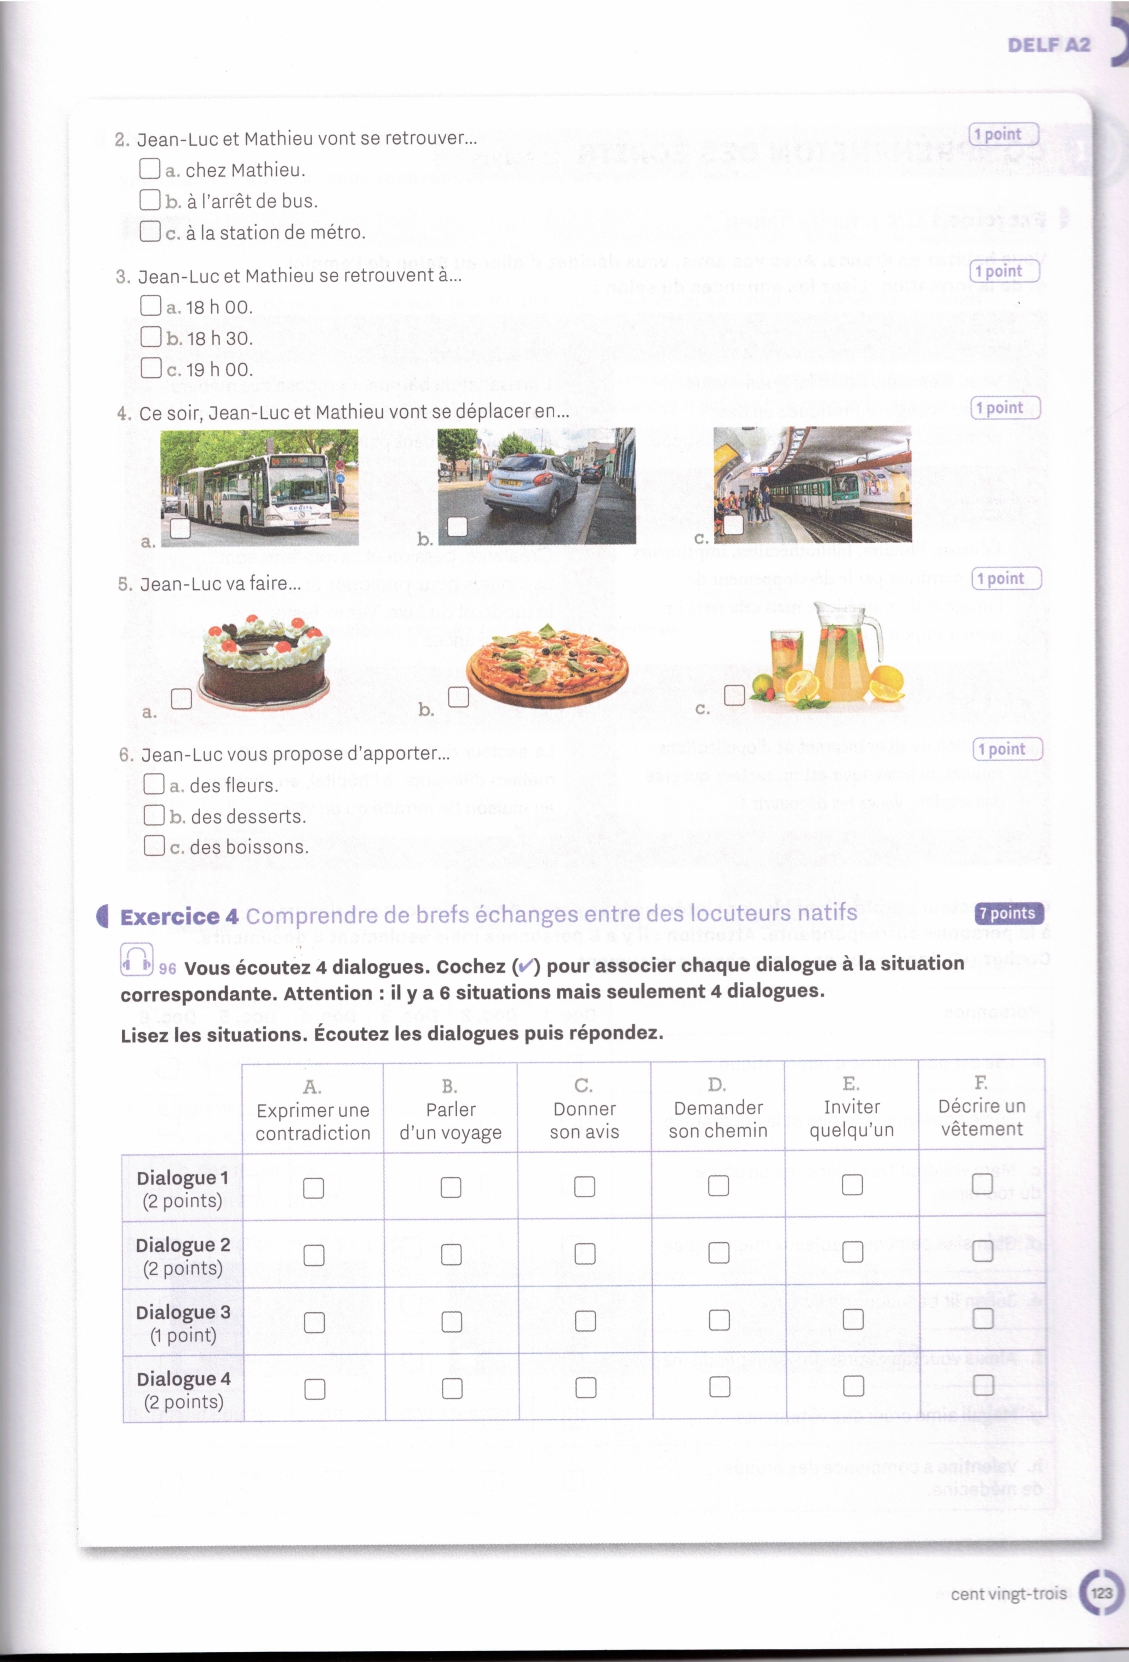 DELF A2
2. Jean-Luc et Mathieu vont se retrouver...
1 point
a. chez Mathieu.
b. à l'arrêt de bus.
c. à la station de métro.
3. Jean-Luc et Mathieu se retrouvent à...
1 point
a. 18 h 00.
b. 18 h 30.
c. 19 h 00.
4. Ce soir, Jean-Luc et Mathieu vont se déplacer en...
1 point
a.
b.
c.
5. Jean-Luc va faire...
1 point
a.
b.
c.
6. Jean-Luc vous propose d'apporter...
1 point
a. des fleurs.
b. des desserts.
c. des boissons.
Exercice 4 Comprendre de brefs échanges entre des locuteurs natifs
7 points
96 Vous écoutez 4 dialogues. Cochez (✓) pour associer chaque dialogue à la situation
correspondante. Attention : il y a 6 situations mais seulement 4 dialogues.
Lisez les situations. Écoutez les dialogues puis répondez.
A. B. C. D. E. F.
Exprimer une Parler Donner Demander Inviter Décrire un
contradiction d'un voyage son avis son chemin quelqu'un vêtement
Dialogue 1
(2 points)
Dialogue 2
(2 points)
Dialogue 3
(1 point)
Dialogue 4
(2 points)
cent vingt-trois 123